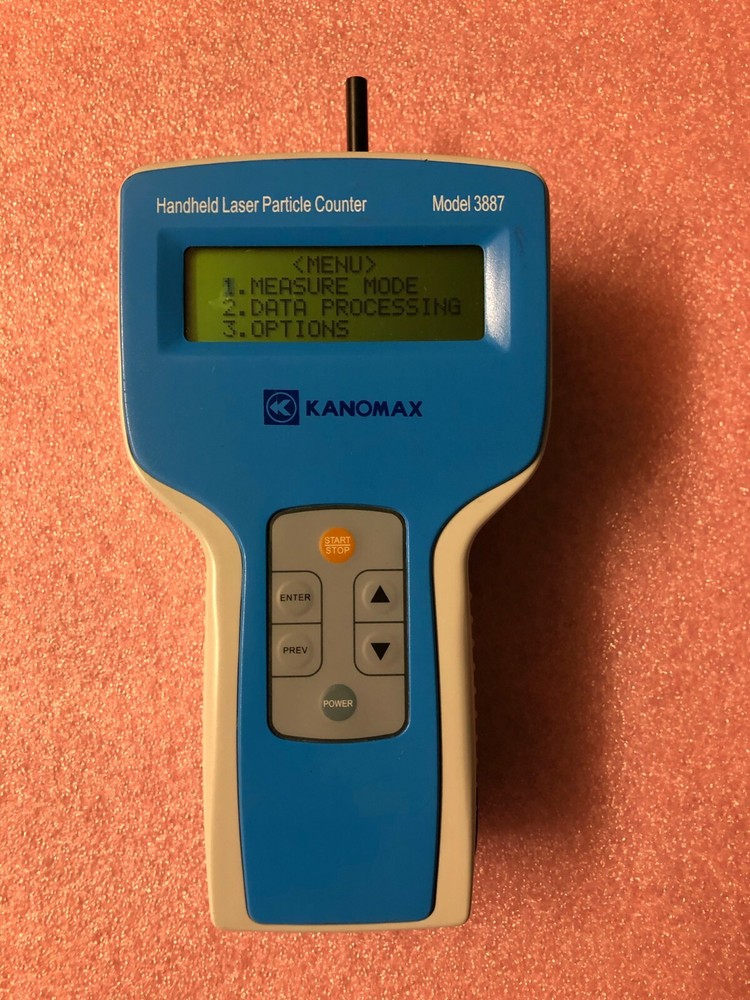 Handheld Laser Particle Counter Model 3887
<MENU>
1.MEASURE MODE
2.DATA PROCESSING
3.OPTIONS
KANOMAX
START
STOP
ENTER
PREV
POWER